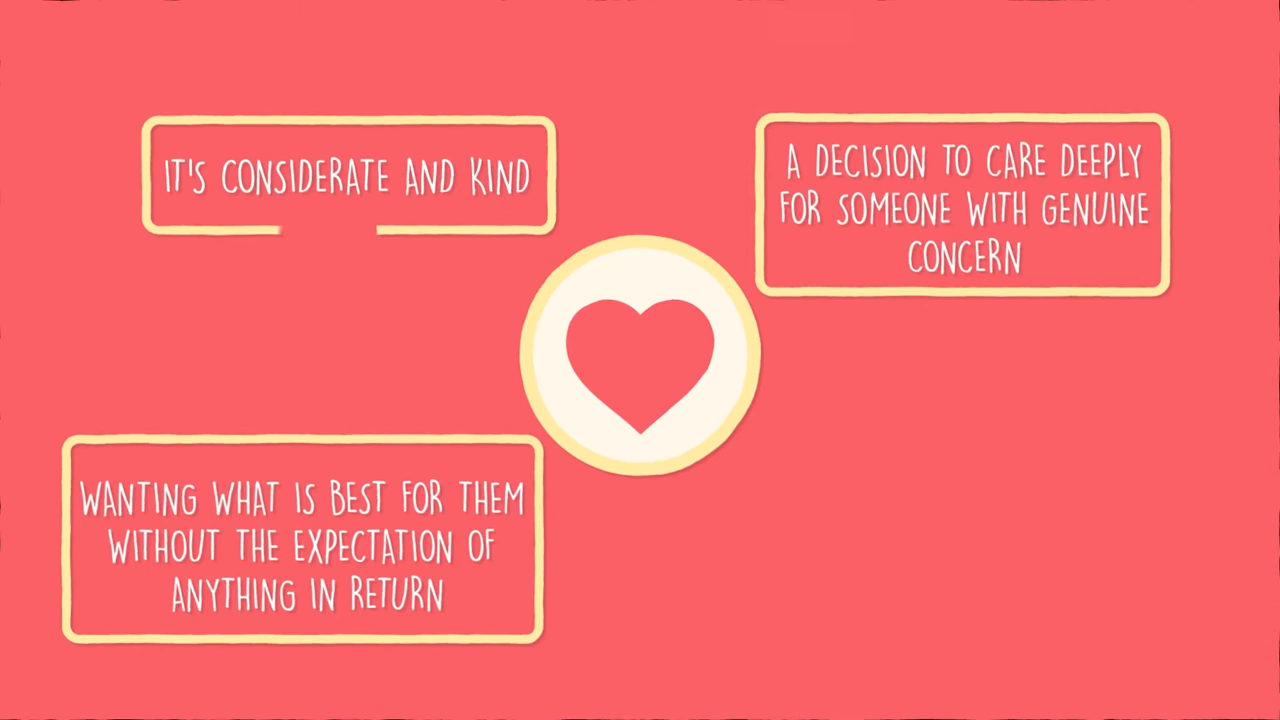 IT'S CONSIDERATE AND KIND
A DECISION TO CARE DEEPLY
FOR SOMEONE WITH GENUINE
CONCERN
WANTING WHAT IS BEST FOR THEM
WITHOUT THE EXPECTATION OF
ANYTHING IN RETURN